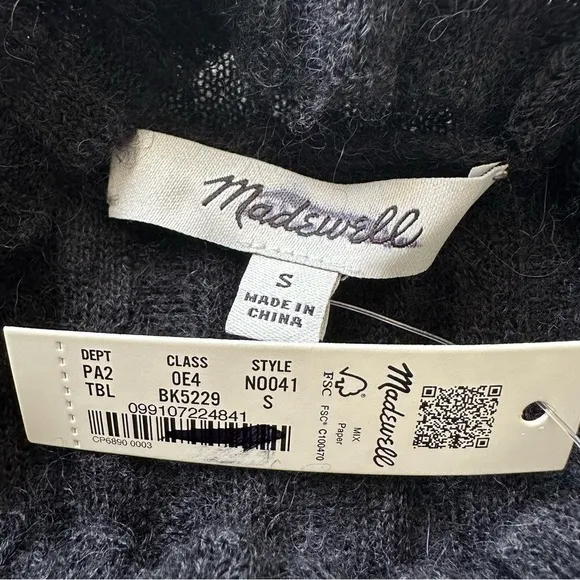 Madewell
S
MADE IN
CHINA
DEPT CLASS STYLE
PA2 0E4 N0041
TBL BK5229 S
099107224841
CP6890 0003
FSC
MIX
Paper
FSC® C100470
Madewell